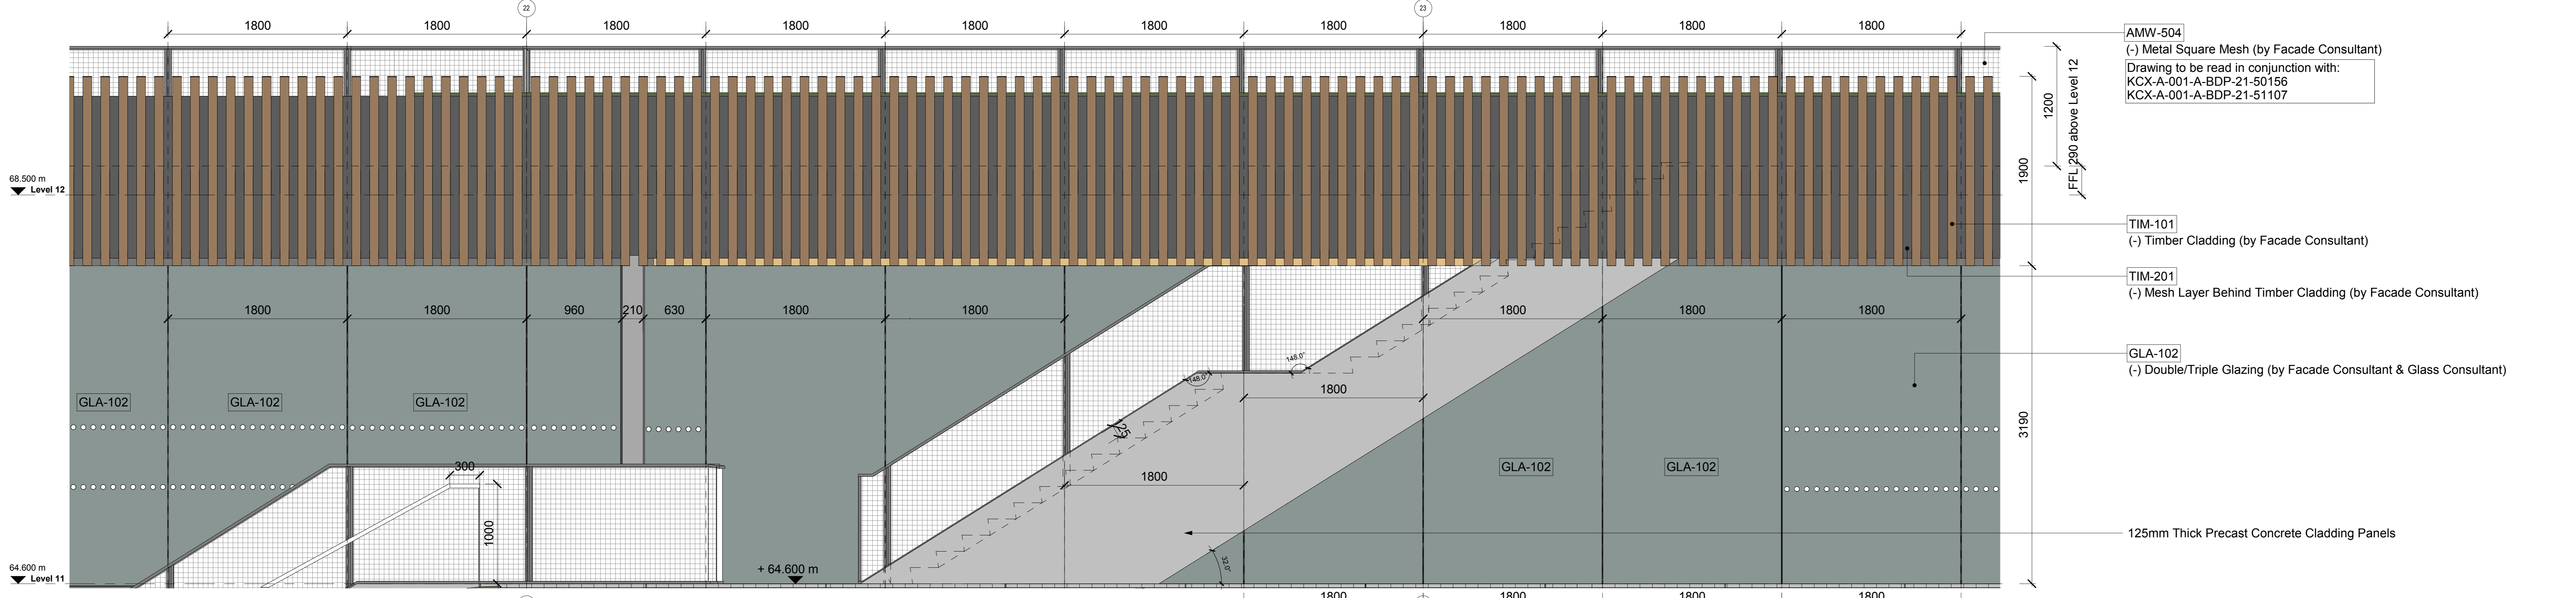 22
23
1800 1800 1800 1800 1800 1800 1800 1800 1800 1800
AMW-504
(-) Metal Square Mesh (by Facade Consultant)
Drawing to be read in conjunction with:
KCX-A-001-A-BDP-21-50156
KCX-A-001-A-BDP-21-51107
1200
FFL 290 above Level 12
1900
68.500 m
Level 12
TIM-101
(-) Timber Cladding (by Facade Consultant)
TIM-201
(-) Mesh Layer Behind Timber Cladding (by Facade Consultant)
1800 1800 960 210 630 1800 1800 1800 1800 1800
GLA-102
(-) Double/Triple Glazing (by Facade Consultant & Glass Consultant)
148.0°
148.0°
1800
GLA-102 GLA-102 GLA-102
3190
300
GLA-102 GLA-102
1800
1000
125mm Thick Precast Concrete Cladding Panels
32.0°
64.600 m
Level 11
+ 64.600 m
1800 1800 1800 1800